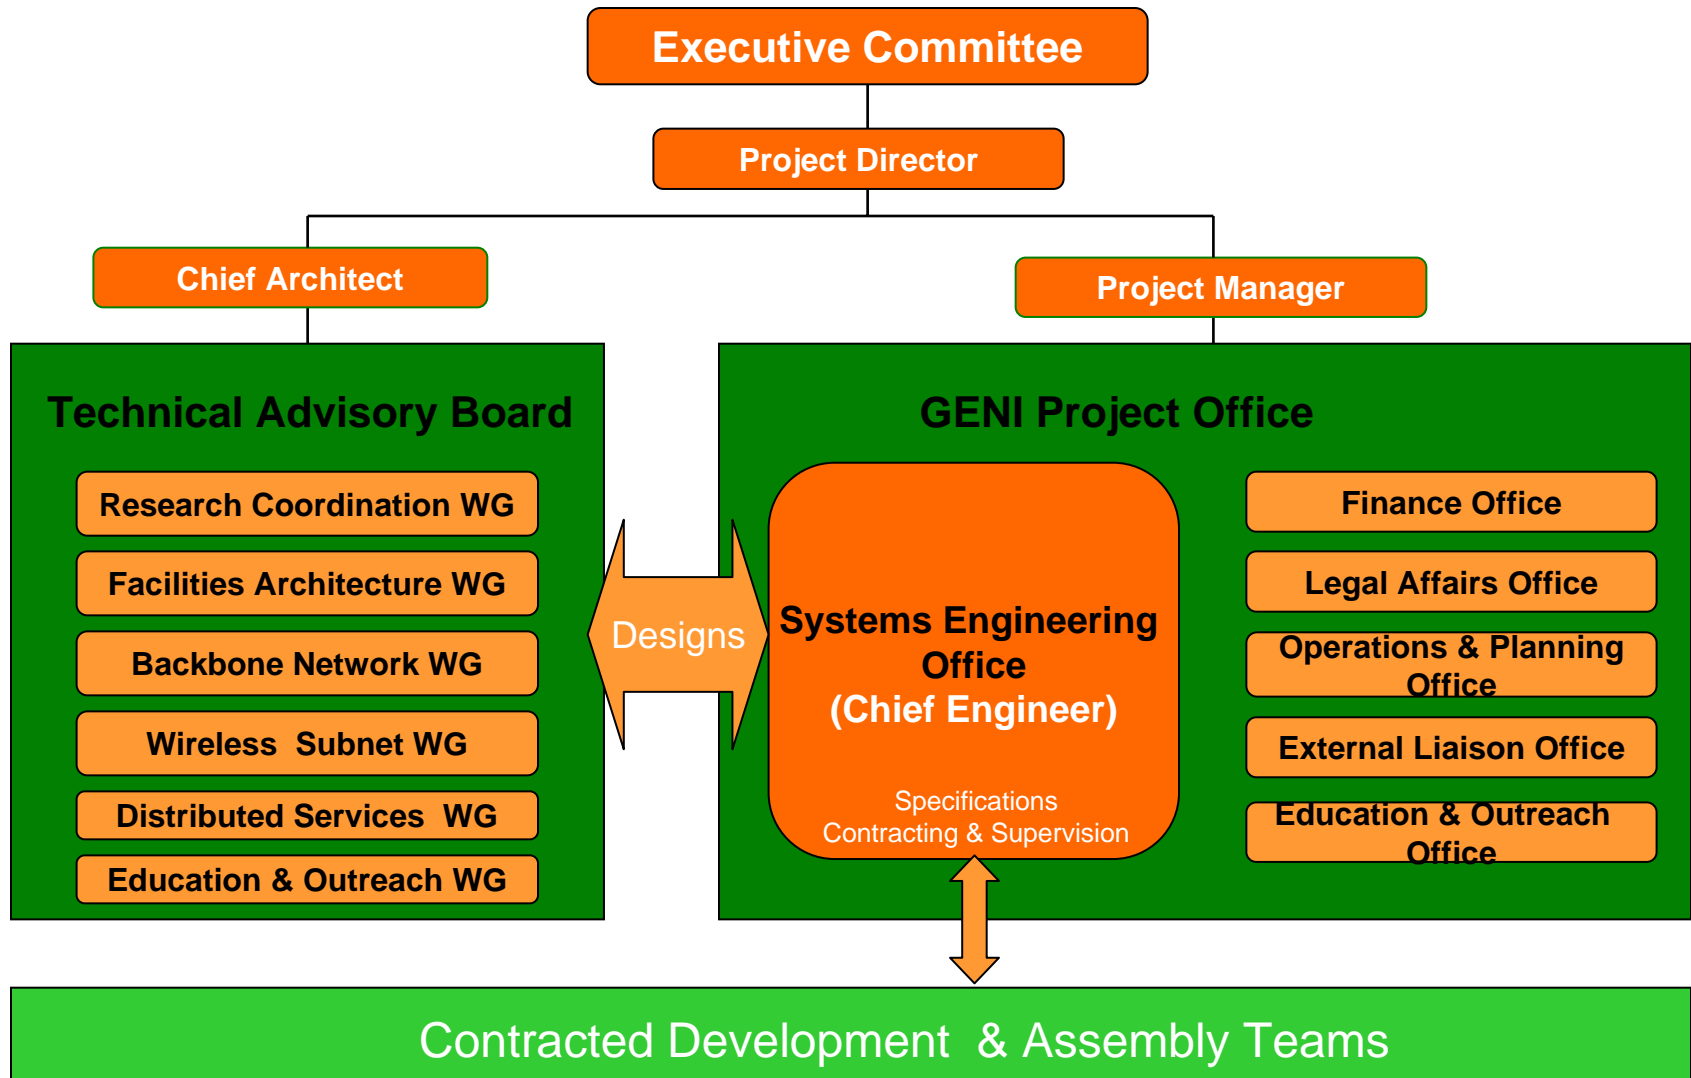 Executive Committee
Project Director
Chief Architect
Project Manager
Technical Advisory Board
Research Coordination WG
Facilities Architecture WG
Backbone Network WG
Wireless  Subnet WG
Distributed Services  WG
Education & Outreach WG
Designs
GENI Project Office
Systems Engineering
Office
(Chief Engineer)
Specifications
Contracting & Supervision
Finance Office
Legal Affairs Office
Operations & Planning
Office
External Liaison Office
Education & Outreach
Office
Contracted Development  & Assembly Teams